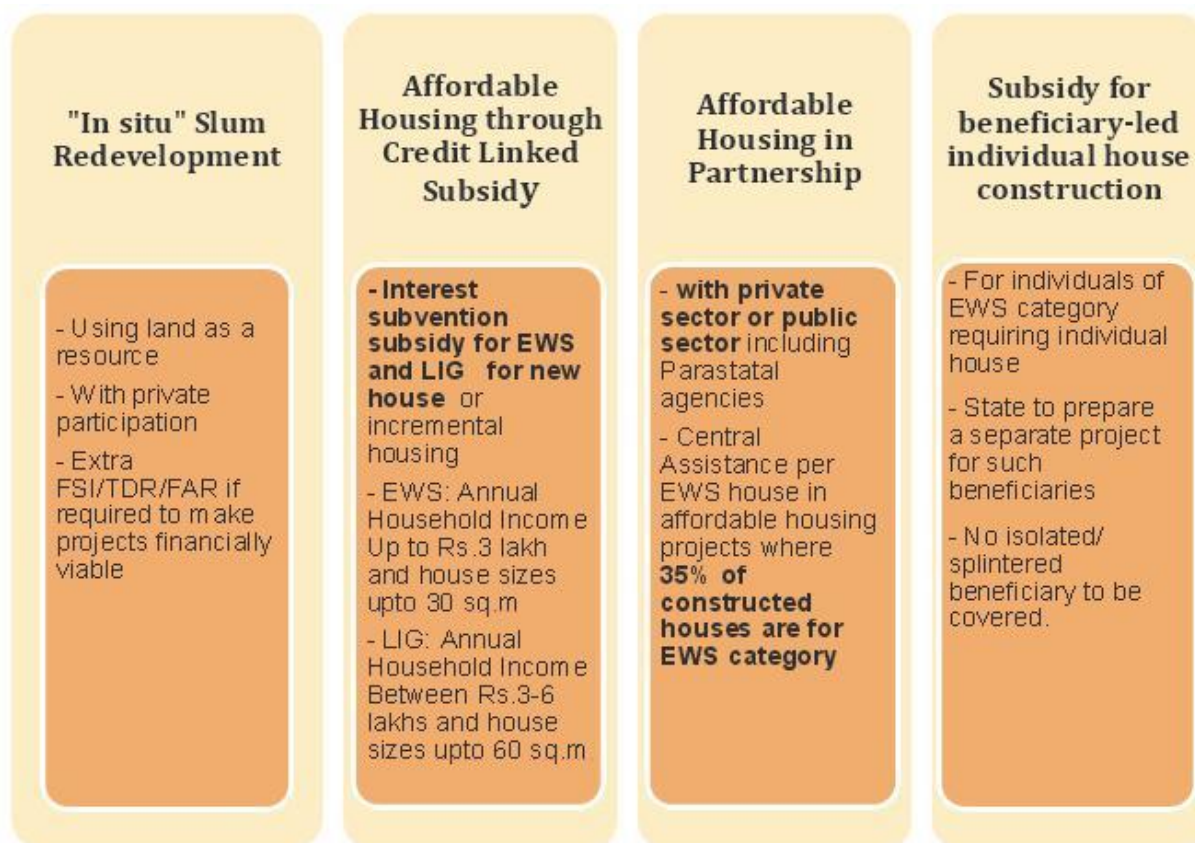 "In situ" Slum
Redevelopment
- Using land as a
resource
- With private
participation
- Extra
FSI/TDR/FAR if
required to make
projects financially
viable
Affordable
Housing through
Credit Linked
Subsidy
- Interest
subvention
subsidy for EWS
and LIG for new
house or
incremental
housing
- EWS: Annual
Household Income
Up to Rs.3 lakh
and house sizes
upto 30 sq.m
- LIG: Annual
Household Income
Between Rs.3-6
lakhs and house
sizes upto 60 sq.m
Affordable
Housing in
Partnership
- with private
sector or public
sector including
Parastatal
agencies
- Central
Assistance per
EWS house in
affordable housing
projects where
35% of
constructed
houses are for
EWS category
Subsidy for
beneficiary-led
individual house
construction
- For individuals of
EWS category
requiring individual
house
- State to prepare
a separate project
for such
beneficiaries
- No isolated/
splintered
beneficiary to be
covered.